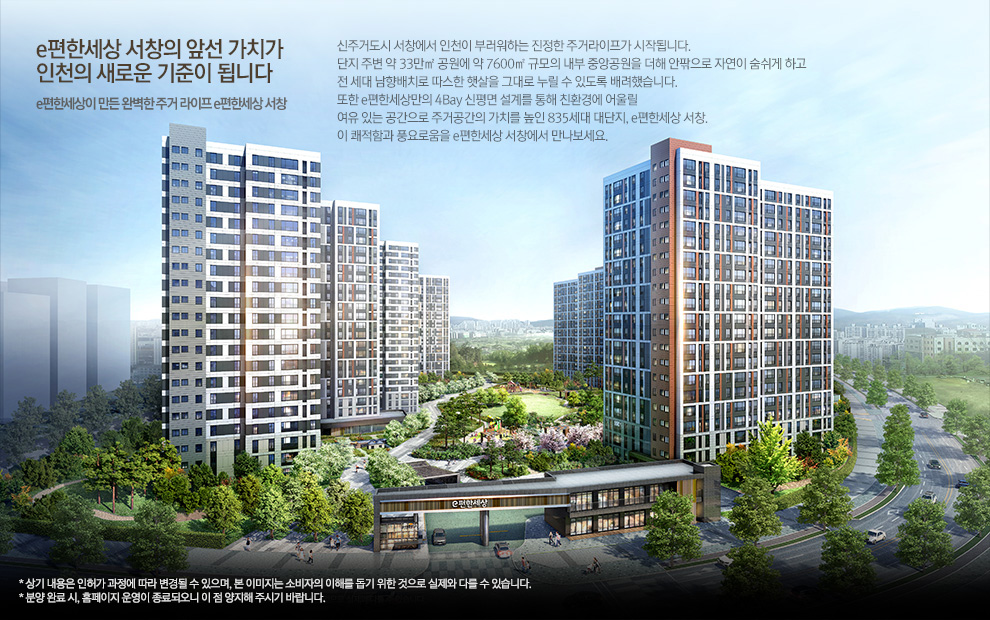 e편한세상 서창의 앞선 가치가
인천의 새로운 기준이 됩니다
e편한세상이 만든 완벽한 주거 라이프 e편한세상 서창
신주거도시 서창에서 인천이 부러워하는 진정한 주거라이프가 시작됩니다.
단지 주변 약 33만㎡ 공원에 약 7600㎡ 규모의 내부 중앙공원을 더해 안팎으로 자연이 숨쉬게 하고
전 세대 남향배치로 따스한 햇살을 그대로 누릴 수 있도록 배려했습니다.
또한 e편한세상만의 4Bay 신평면 설계를 통해 친환경에 어울릴
여유 있는 공간으로 주거공간의 가치를 높인 835세대 대단지, e편한세상 서창.
이 쾌적함과 풍요로움을 e편한세상 서창에서 만나보세요.
e편한세상
* 상기 내용은 인허가 과정에 따라 변경될 수 있으며, 본 이미지는 소비자의 이해를 돕기 위한 것으로 실제와 다를 수 있습니다.
* 분양 완료 시, 홈페이지 운영이 종료되오니 이 점 양지해 주시기 바랍니다.